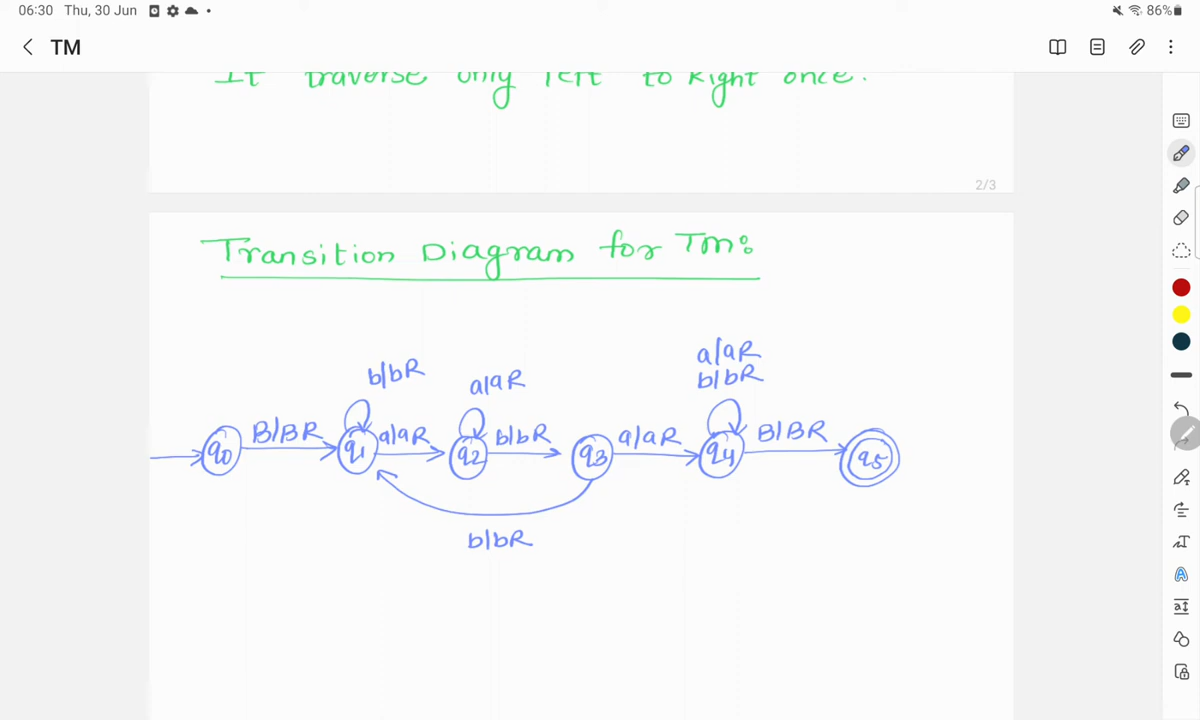 06:30 Thu, 30 Jun
86%
TM
It traverse only left to Right once.
2/3
Transition Diagram for TM:
a/aR
b/bR
b/bR
a/aR
B/BR
a/aR
b/bR
a/aR
B/BR
q0
q1
q2
q3
q4
q5
b/bR